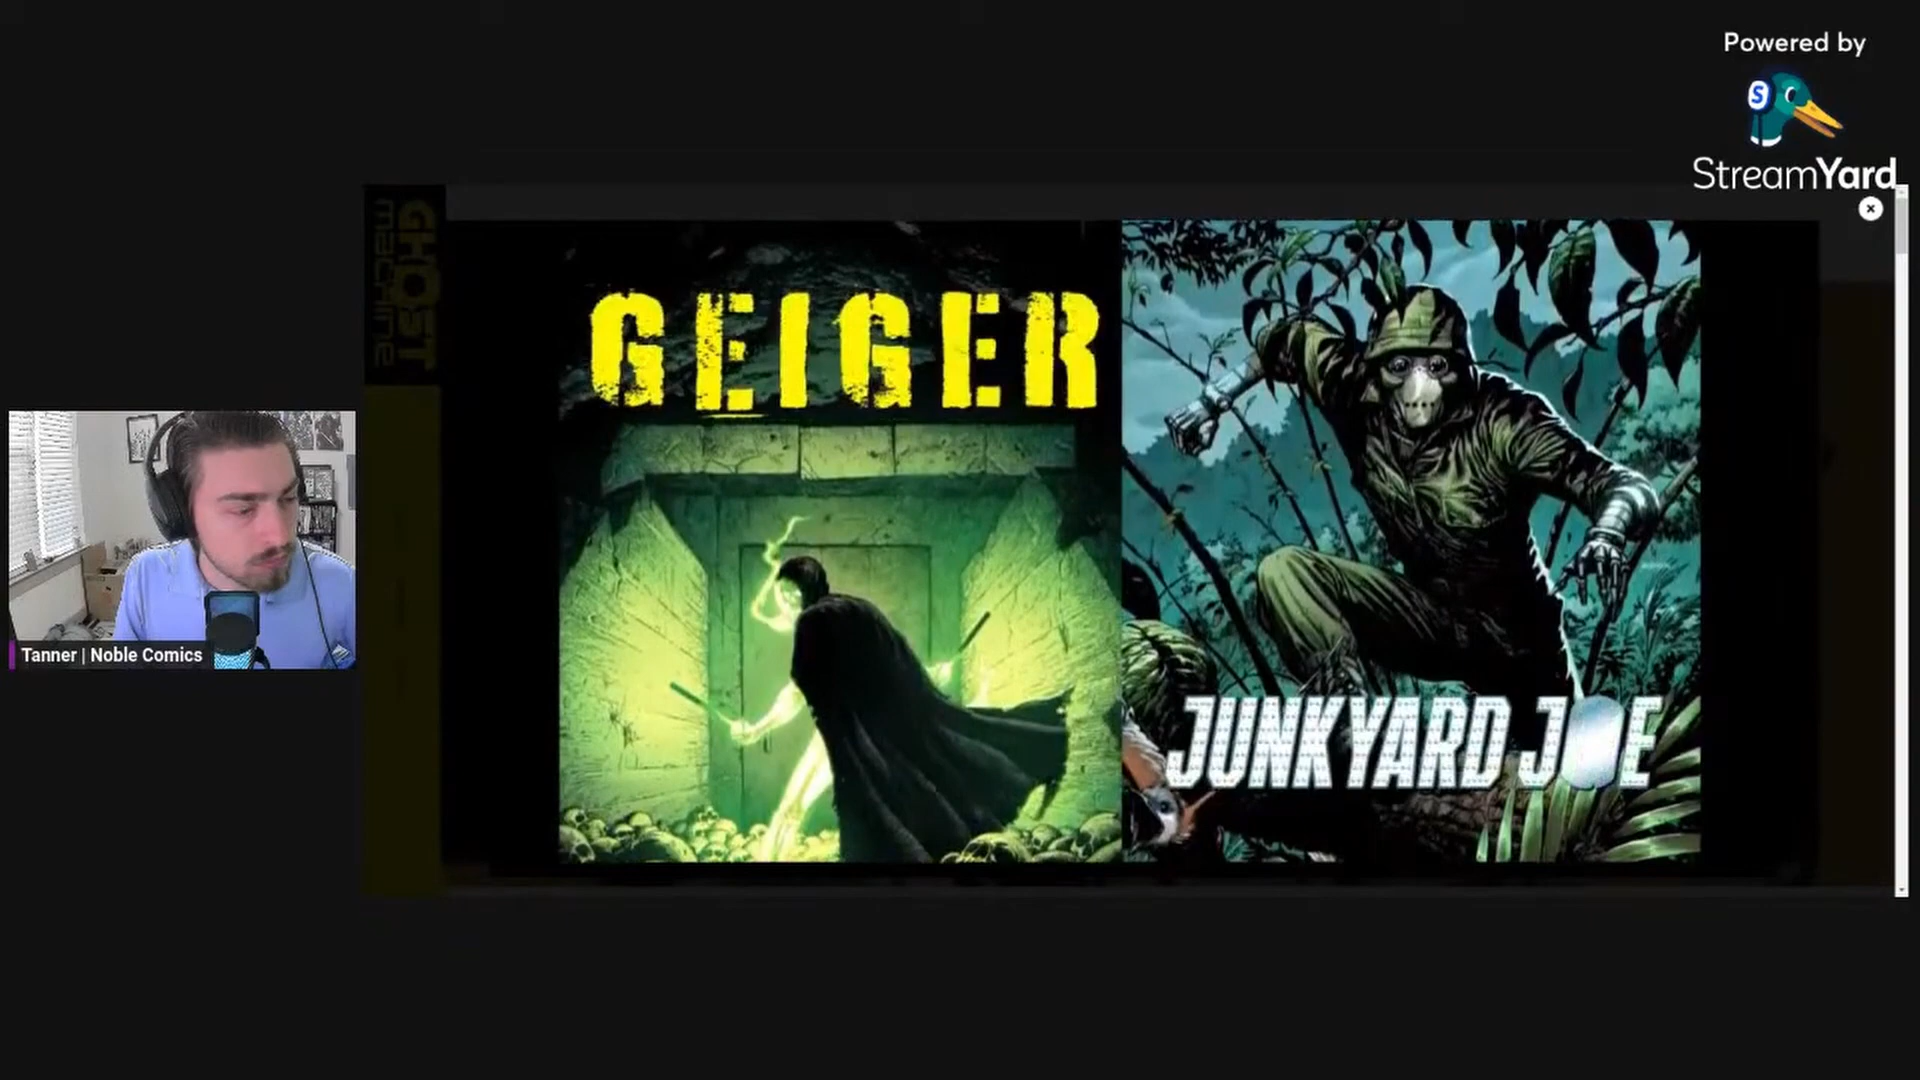 Powered by
S
StreamYard
GHOST
machine
GEIGER
JUNKYARD JOE
Tanner | Noble Comics